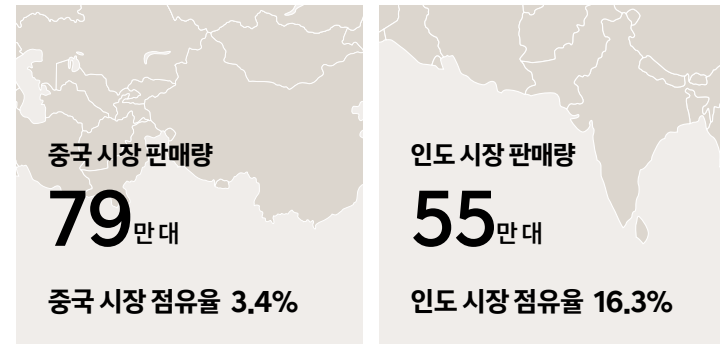 중국 시장 판매량
79만 대
중국 시장 점유율 3.4%
인도 시장 판매량
55만 대
인도 시장 점유율 16.3%